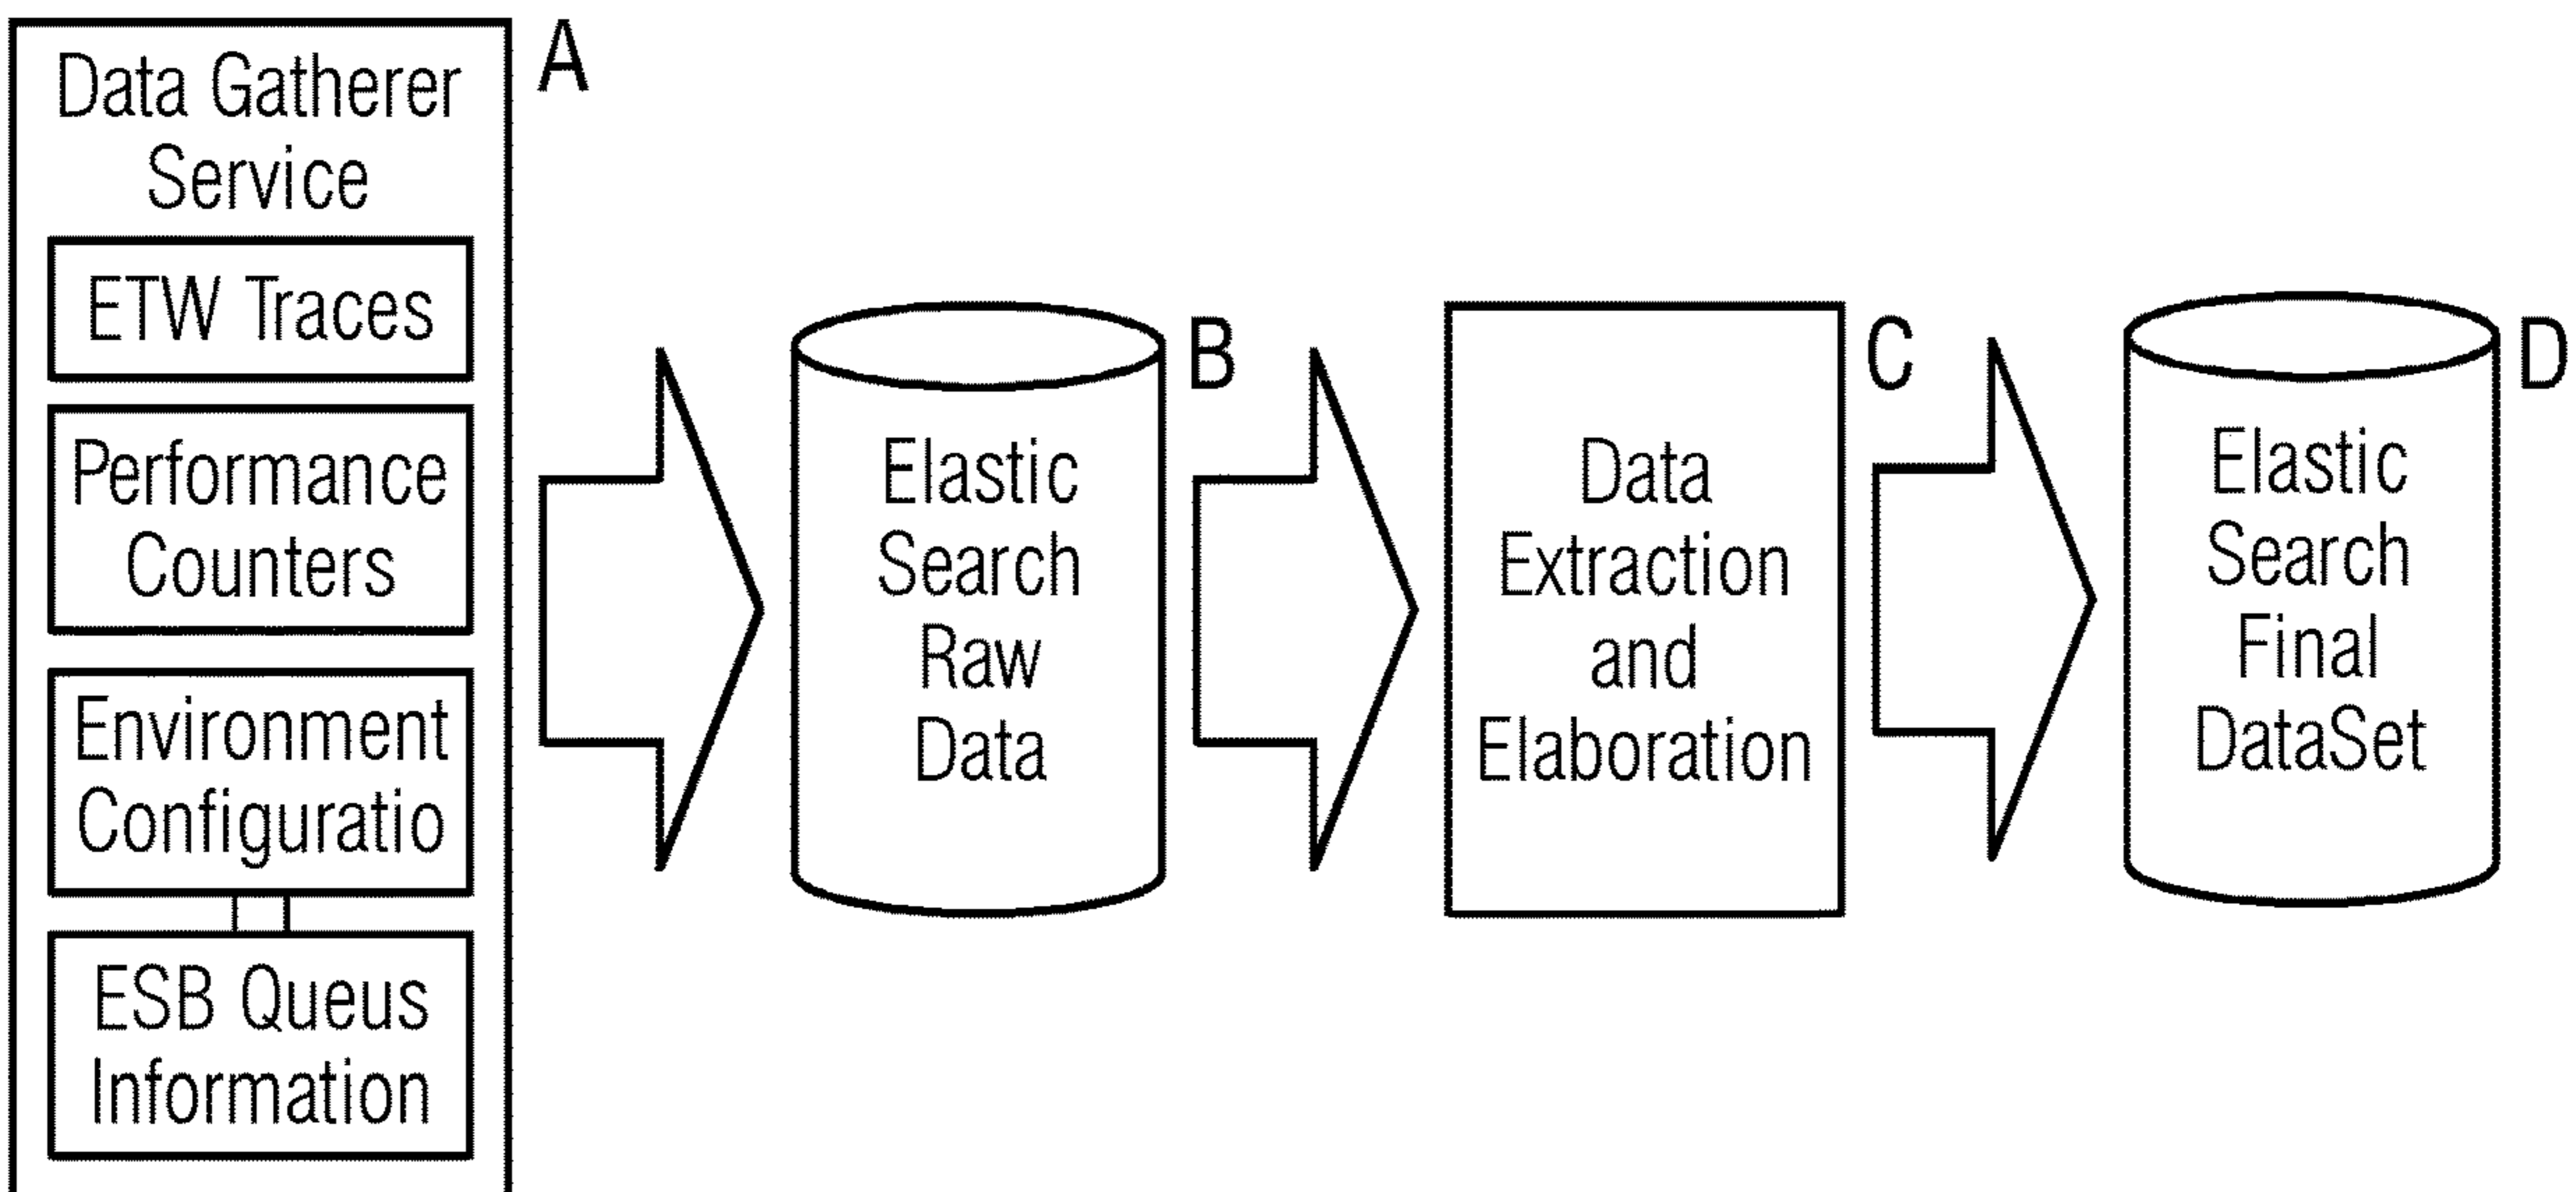 Data Gatherer
Service
A
ETW Traces
Performance
Counters
Environment
Configuratio
ESB Queus
Information
B
Elastic
Search
Raw
Data
C
Data
Extraction
and
Elaboration
D
Elastic
Search
Final
DataSet